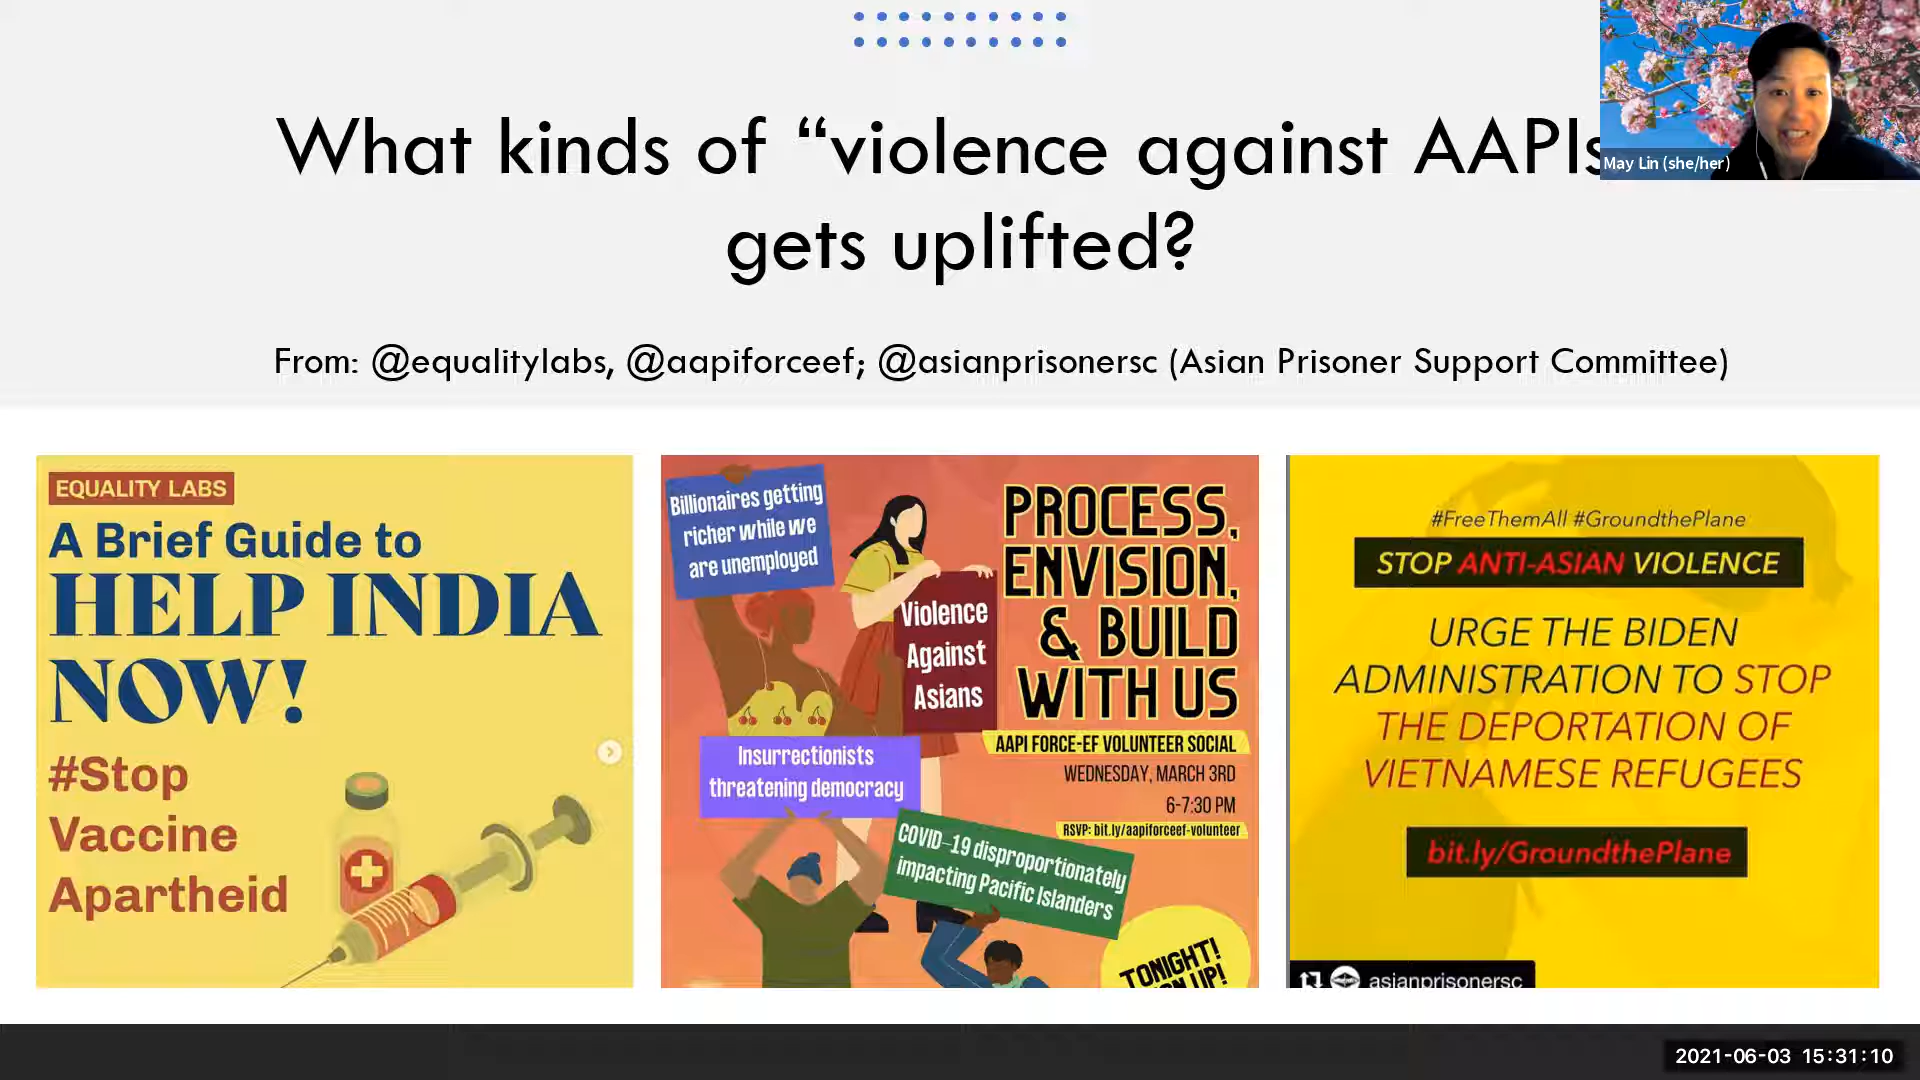 What kinds of “violence against AAPIs
gets uplifted?
From: @equalitylabs, @aapiforceef; @asianprisonersc (Asian Prisoner Support Committee)
May Lin (she/her)
EQUALITY LABS
A Brief Guide to
HELP INDIA
NOW!
#Stop
Vaccine
Apartheid
Billionaires getting
richer while we
are unemployed
Violence
Against
Asians
Insurrectionists
threatening democracy
COVID-19 disproportionately
impacting Pacific Islanders
PROCESS,
ENVISION,
& BUILD
WITH US
AAPI FORCE-EF VOLUNTEER SOCIAL
WEDNESDAY, MARCH 3RD
6-7:30 PM
RSVP: bit.ly/aapiforceef-volunteer
TONIGHT!
UP!
#FreeThemAll #GroundthePlane
STOP ANTI-ASIAN VIOLENCE
URGE THE BIDEN
ADMINISTRATION TO STOP
THE DEPORTATION OF
VIETNAMESE REFUGEES
bit.ly/GroundthePlane
asianprisonersc
2021-06-03 15:31:10